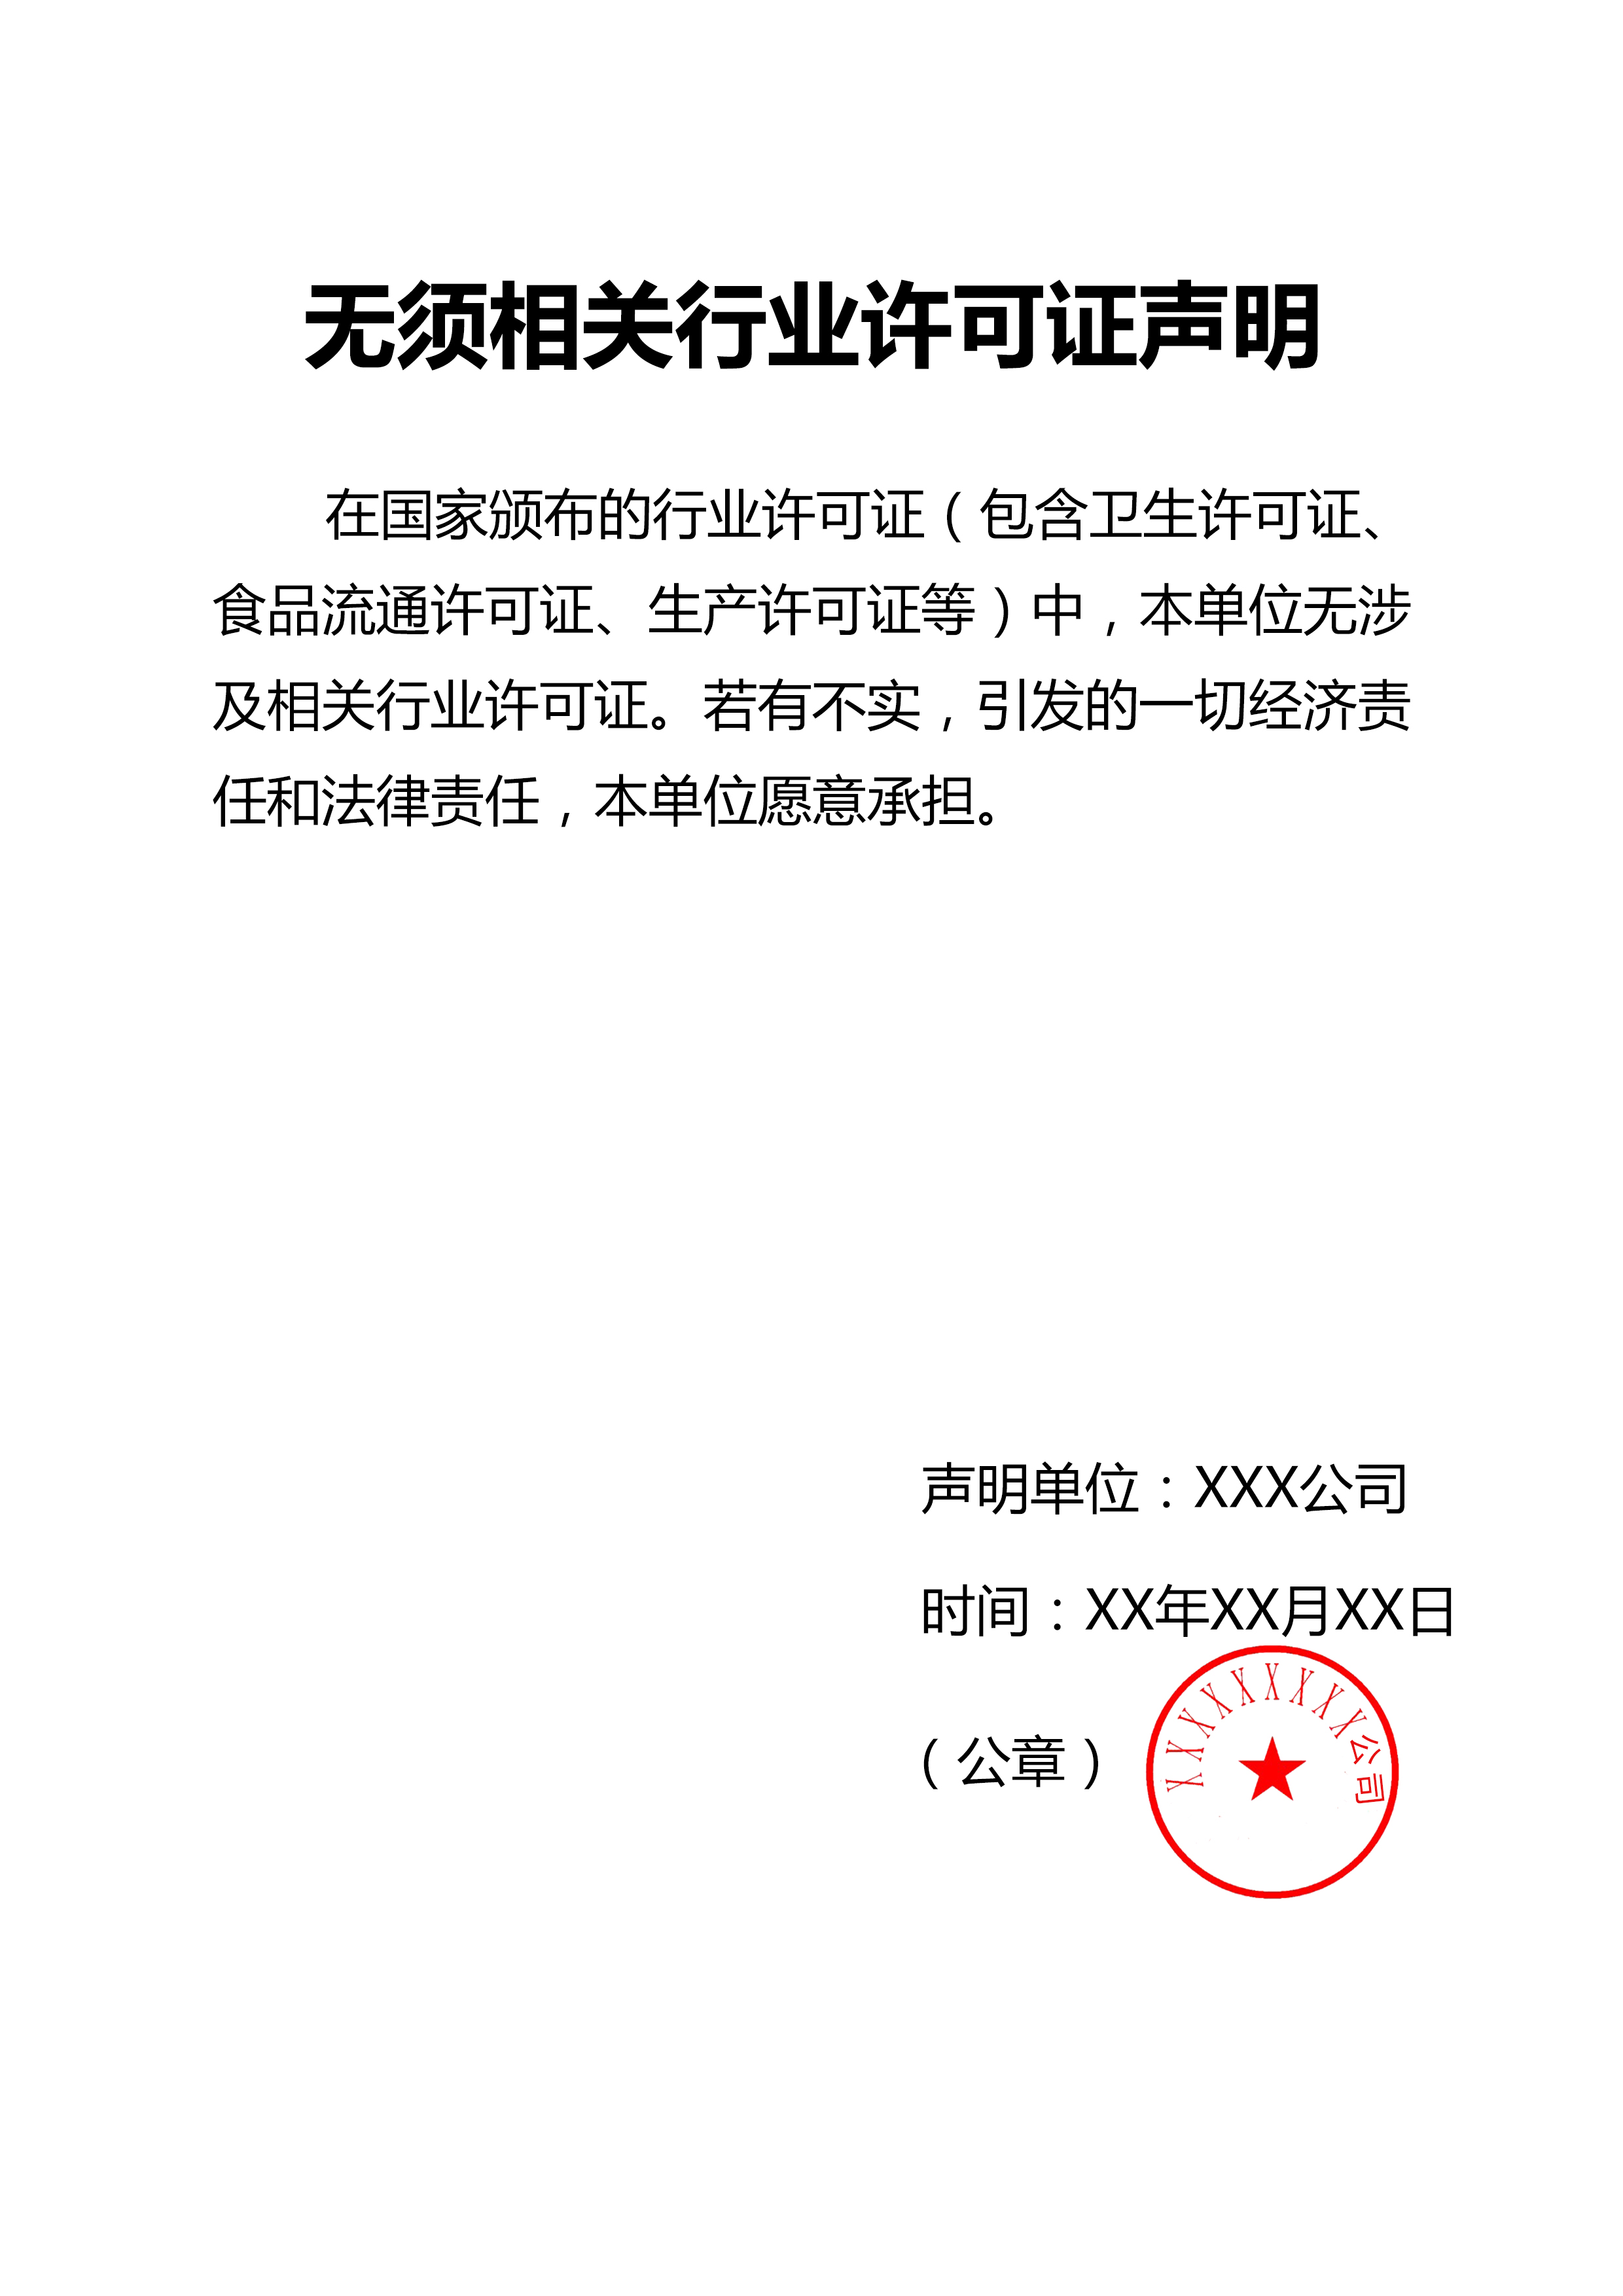 无须相关行业许可证声明
在国家颁布的行业许可证（包含卫生许可证、
食品流通许可证、生产许可证等）中，本单位无涉
及相关行业许可证。若有不实，引发的一切经济责
任和法律责任，本单位愿意承担。
声明单位：XXX公司
时间：XX年XX月XX日
（公章）
XXXXXXXXX公司